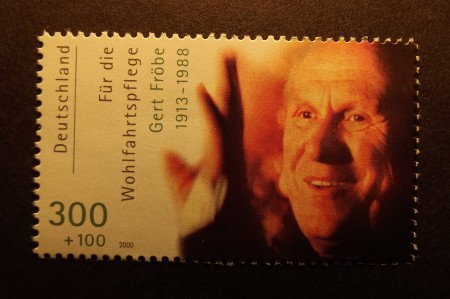 Deutschland
Für die
Wohlfahrtspflege
Gert Fröbe
1913-1988
300
+100
2000